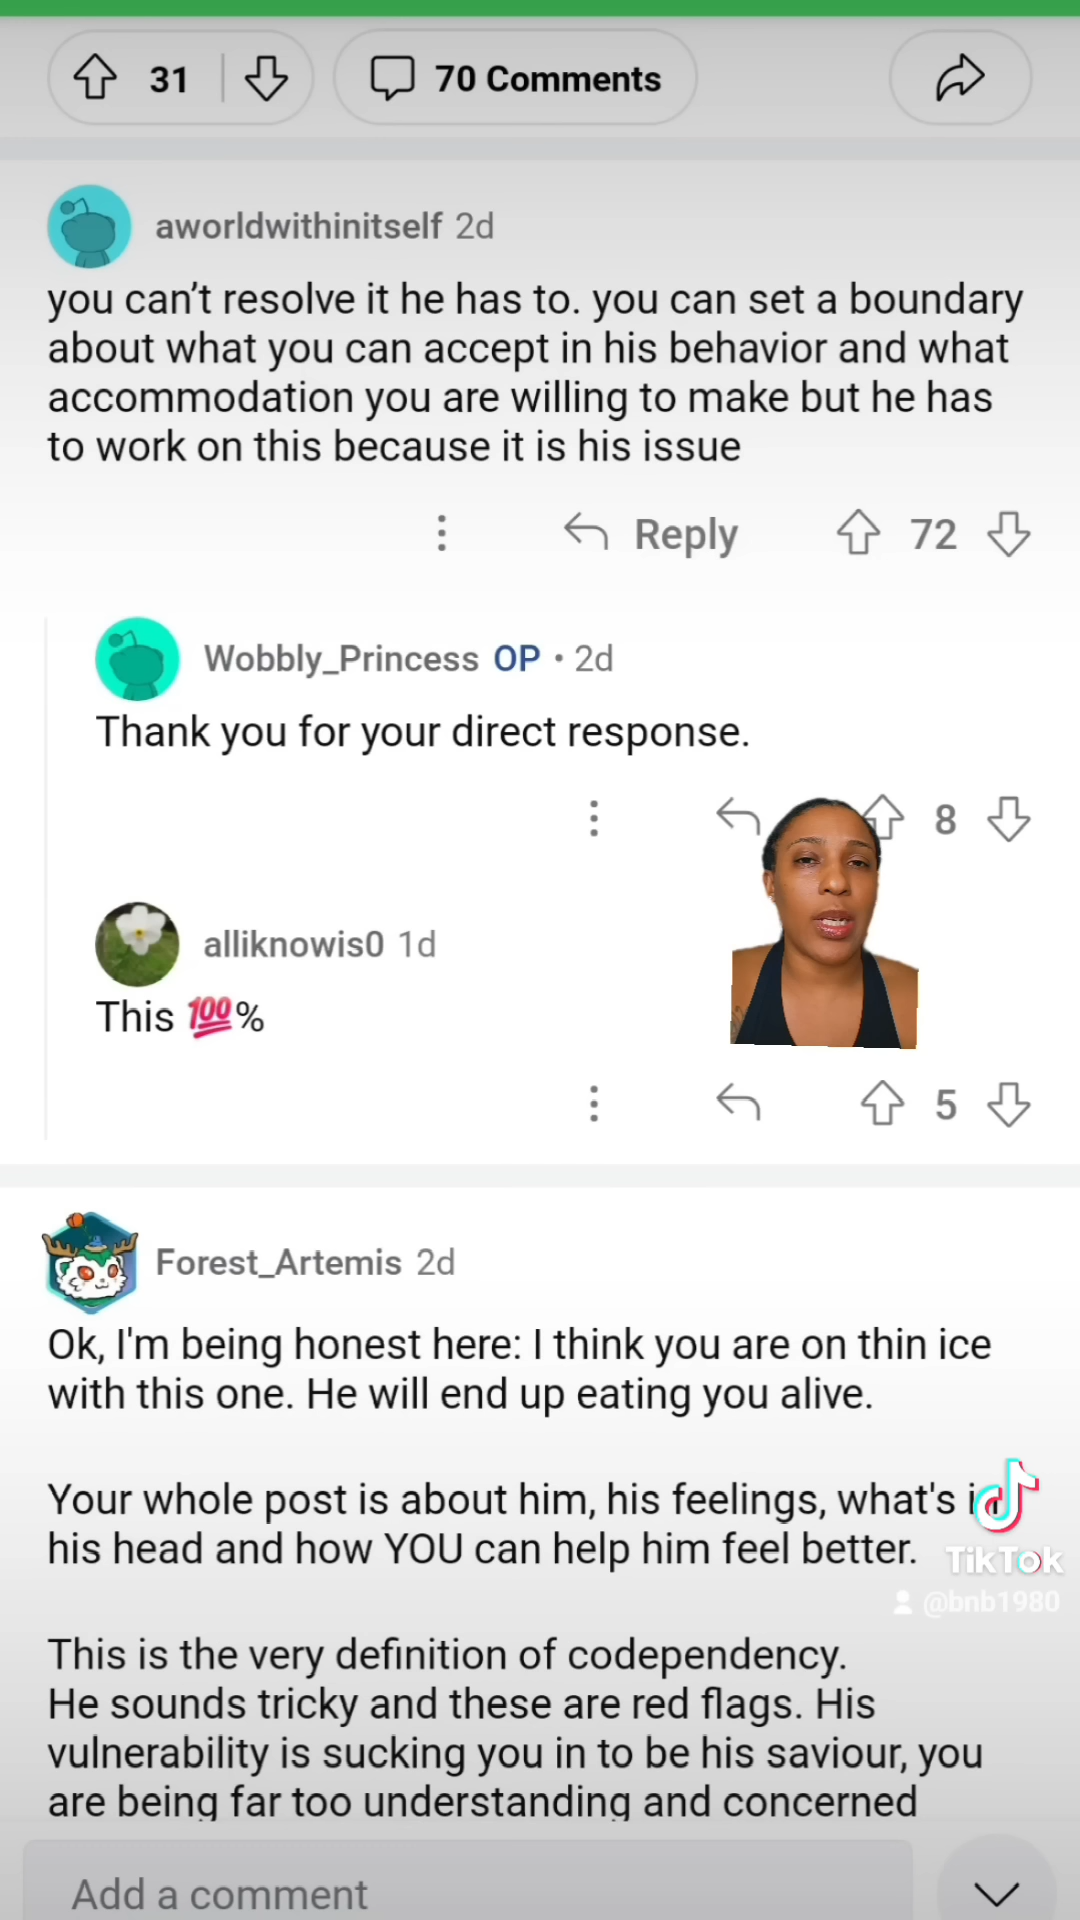 31
70 Comments
aworldwithinitself 2d
you can’t resolve it he has to. you can set a boundary
about what you can accept in his behavior and what
accommodation you are willing to make but he has
to work on this because it is his issue
Reply
72
Wobbly_Princess OP • 2d
Thank you for your direct response.
8
alliknowis0 1d
This 💯%
5
Forest_Artemis 2d
Ok, I'm being honest here: I think you are on thin ice
with this one. He will end up eating you alive.
Your whole post is about him, his feelings, what's in
his head and how YOU can help him feel better.
TikTok
@bnb1980
This is the very definition of codependency.
He sounds tricky and these are red flags. His
vulnerability is sucking you in to be his saviour, you
are being far too understanding and concerned
Add a comment